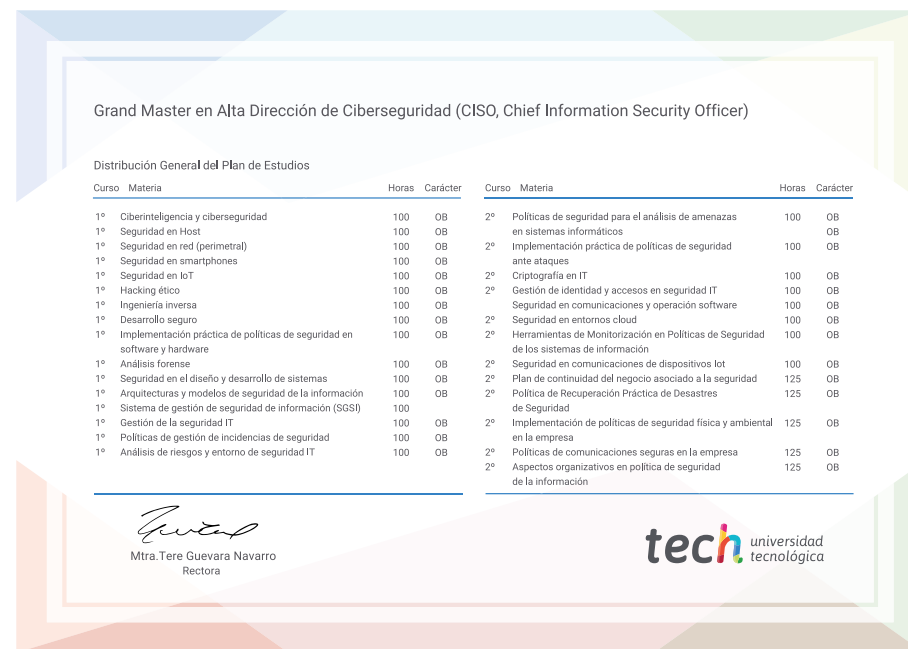 Grand Master en Alta Dirección de Ciberseguridad (CISO, Chief Information Security Officer)
Distribución General del Plan de Estudios
Curso Materia Horas Carácter
1º Ciberinteligencia y ciberseguridad 100 OB
1º Seguridad en Host 100 OB
1º Seguridad en red (perimetral) 100 OB
1º Seguridad en smartphones 100 OB
1º Seguridad en IoT 100 OB
1º Hacking ético 100 OB
1º Ingeniería inversa 100 OB
1º Desarrollo seguro 100 OB
1º Implementación práctica de políticas de seguridad en 100 OB
software y hardware
1º Análisis forense 100 OB
1º Seguridad en el diseño y desarrollo de sistemas 100 OB
1º Arquitecturas y modelos de seguridad de la información 100 OB
1º Sistema de gestión de seguridad de información (SGSI) 100
1º Gestión de la seguridad IT 100 OB
1º Políticas de gestión de incidencias de seguridad 100 OB
1º Análisis de riesgos y entorno de seguridad IT 100 OB
Curso Materia Horas Carácter
2º Políticas de seguridad para el análisis de amenazas 100 OB
en sistemas informáticos OB
2º Implementación práctica de políticas de seguridad 100 OB
ante ataques
2º Criptografía en IT 100 OB
2º Gestión de identidad y accesos en seguridad IT 100 OB
Seguridad en comunicaciones y operación software 100 OB
2º Seguridad en entornos cloud 100 OB
2º Herramientas de Monitorización en Políticas de Seguridad 100 OB
de los sistemas de información
2º Seguridad en comunicaciones de dispositivos Iot 100 OB
2º Plan de continuidad del negocio asociado a la seguridad 125 OB
2º Política de Recuperación Práctica de Desastres 125 OB
de Seguridad
2º Implementación de políticas de seguridad física y ambiental 125 OB
en la empresa
2º Políticas de comunicaciones seguras en la empresa 125 OB
2º Aspectos organizativos en política de seguridad 125 OB
de la información
Mtra.Tere Guevara Navarro
Rectora
tech universidad
tecnológica